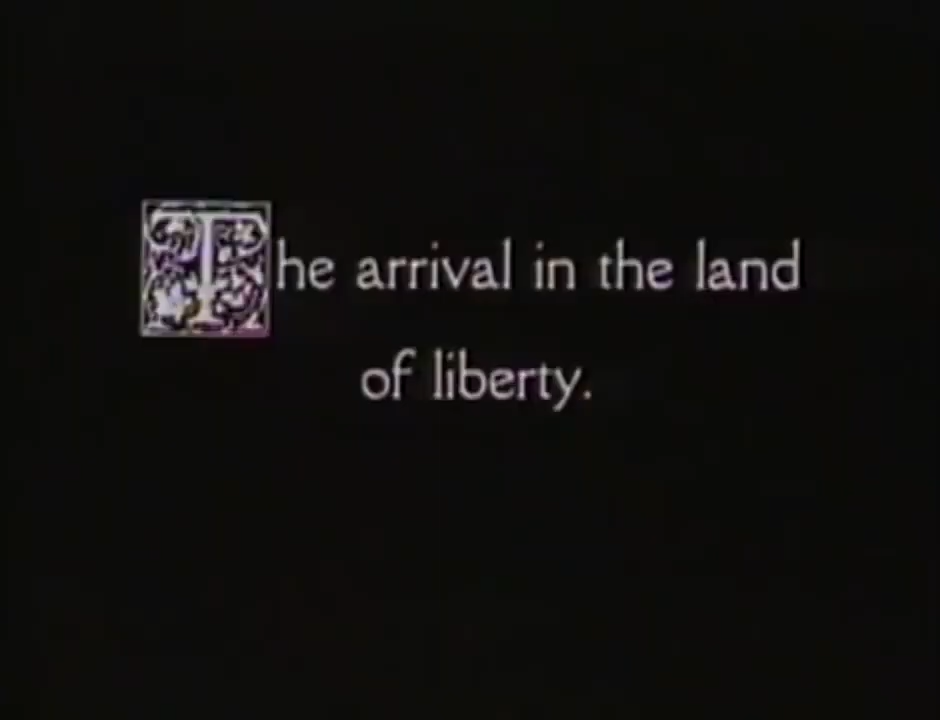 The arrival in the land
of liberty.